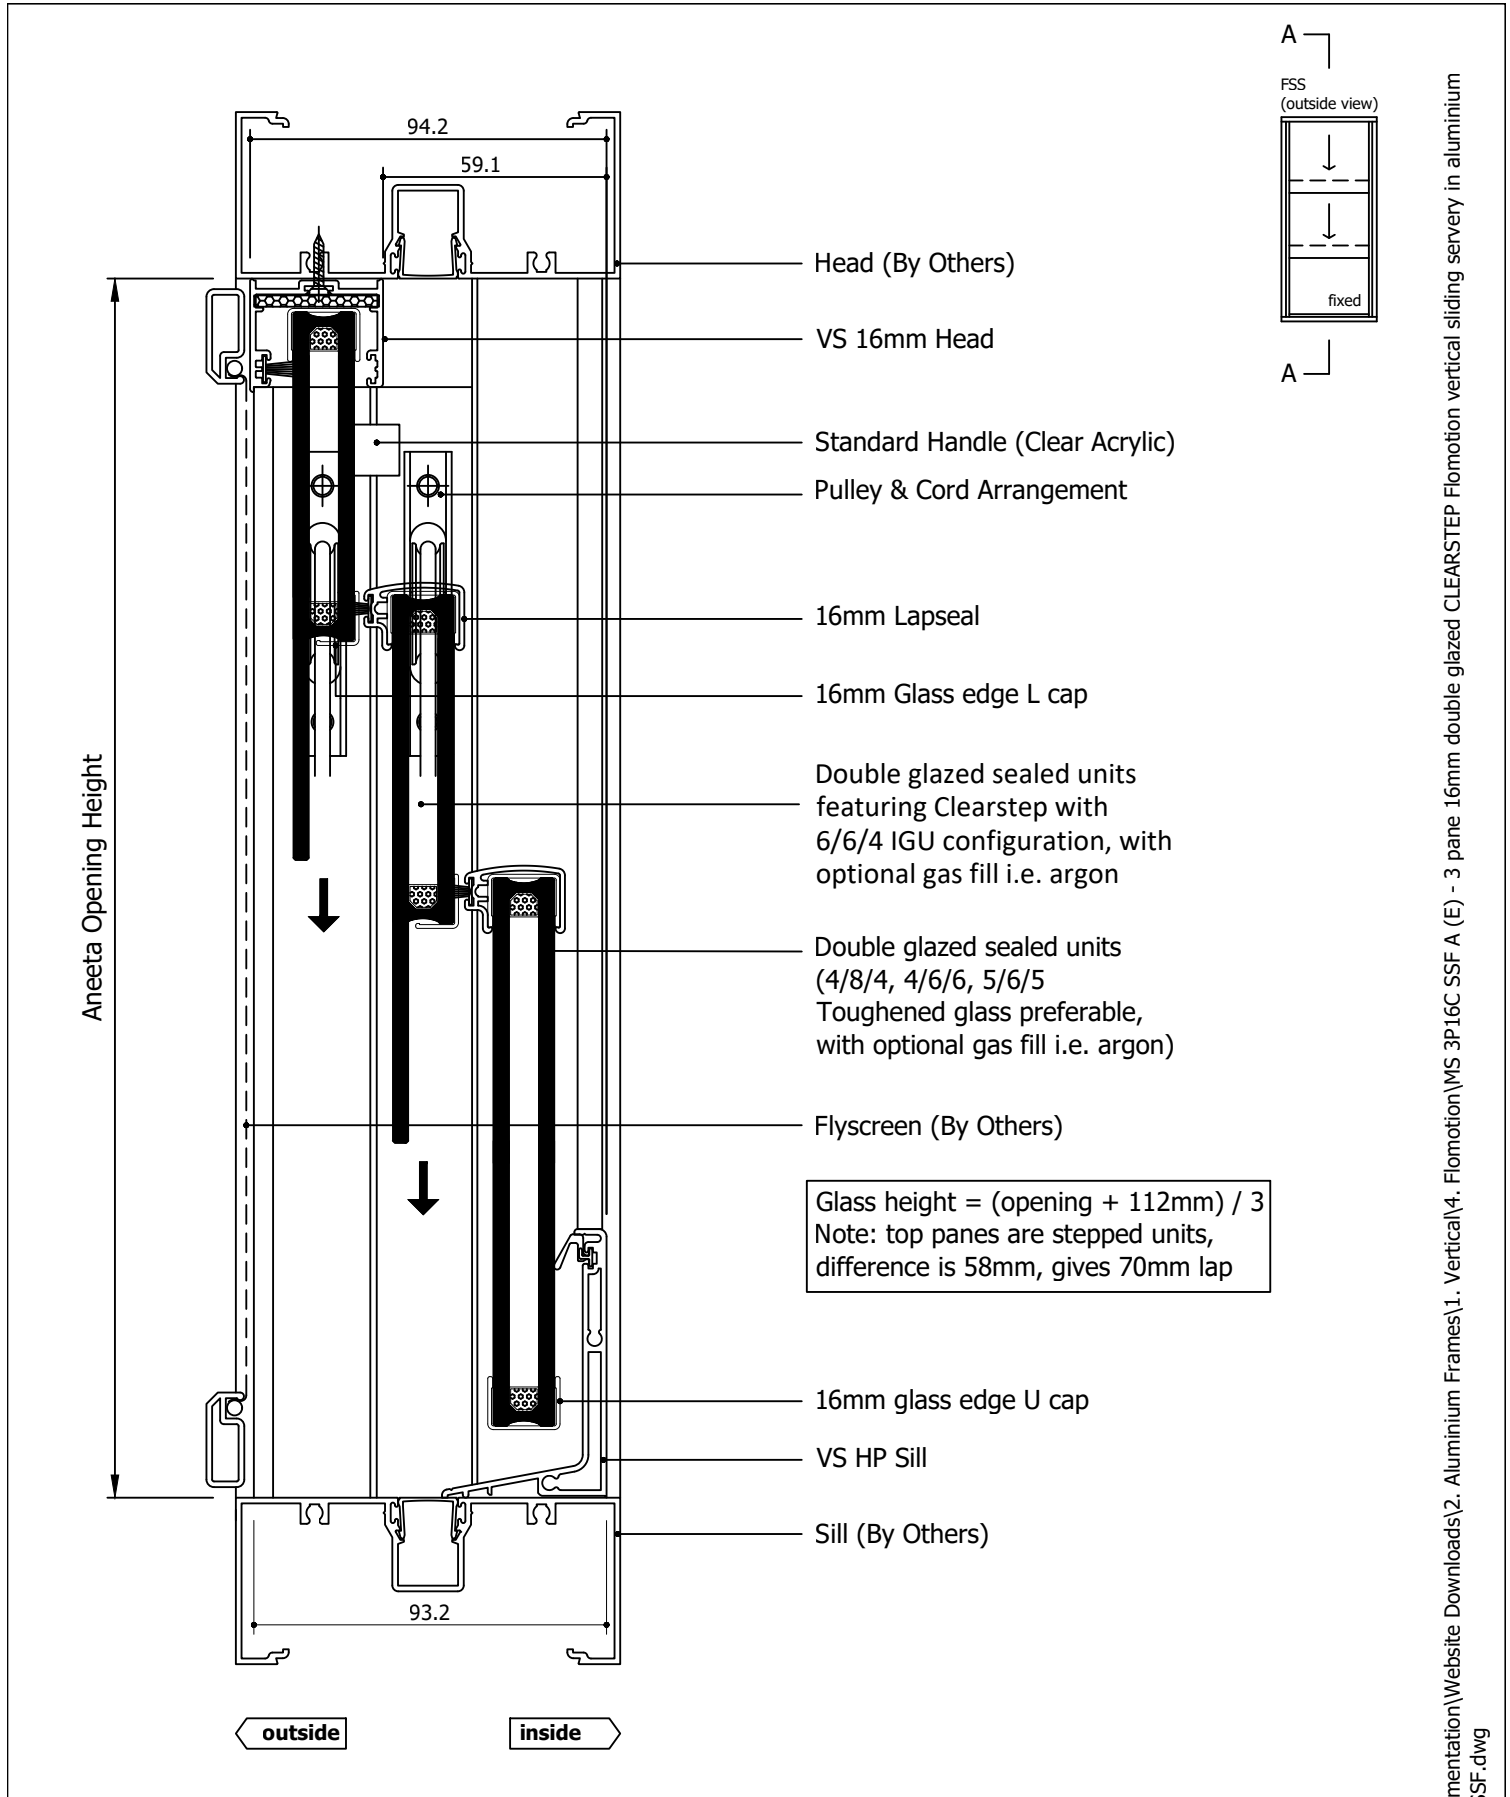 A
FSS
(outside view)
fixed
A
94.2
59.1
Head (By Others)
VS 16mm Head
Standard Handle (Clear Acrylic)
Pulley & Cord Arrangement
16mm Lapseal
16mm Glass edge L cap
Double glazed sealed units
featuring Clearstep with
6/6/4 IGU configuration, with
optional gas fill i.e. argon
Double glazed sealed units
(4/8/4, 4/6/6, 5/6/5
Toughened glass preferable,
with optional gas fill i.e. argon)
Flyscreen (By Others)
Glass height = (opening + 112mm) / 3
Note: top panes are stepped units,
difference is 58mm, gives 70mm lap
16mm glass edge U cap
VS HP Sill
Sill (By Others)
Aneeta Opening Height
93.2
outside
inside
mentation\Website Downloads\2. Aluminium Frames\1. Vertical\4. Flomotion\MS 3P16C SSF A (E) - 3 pane 16mm double glazed CLEARSTEP Flomotion vertical sliding servery in aluminium
SSF.dwg